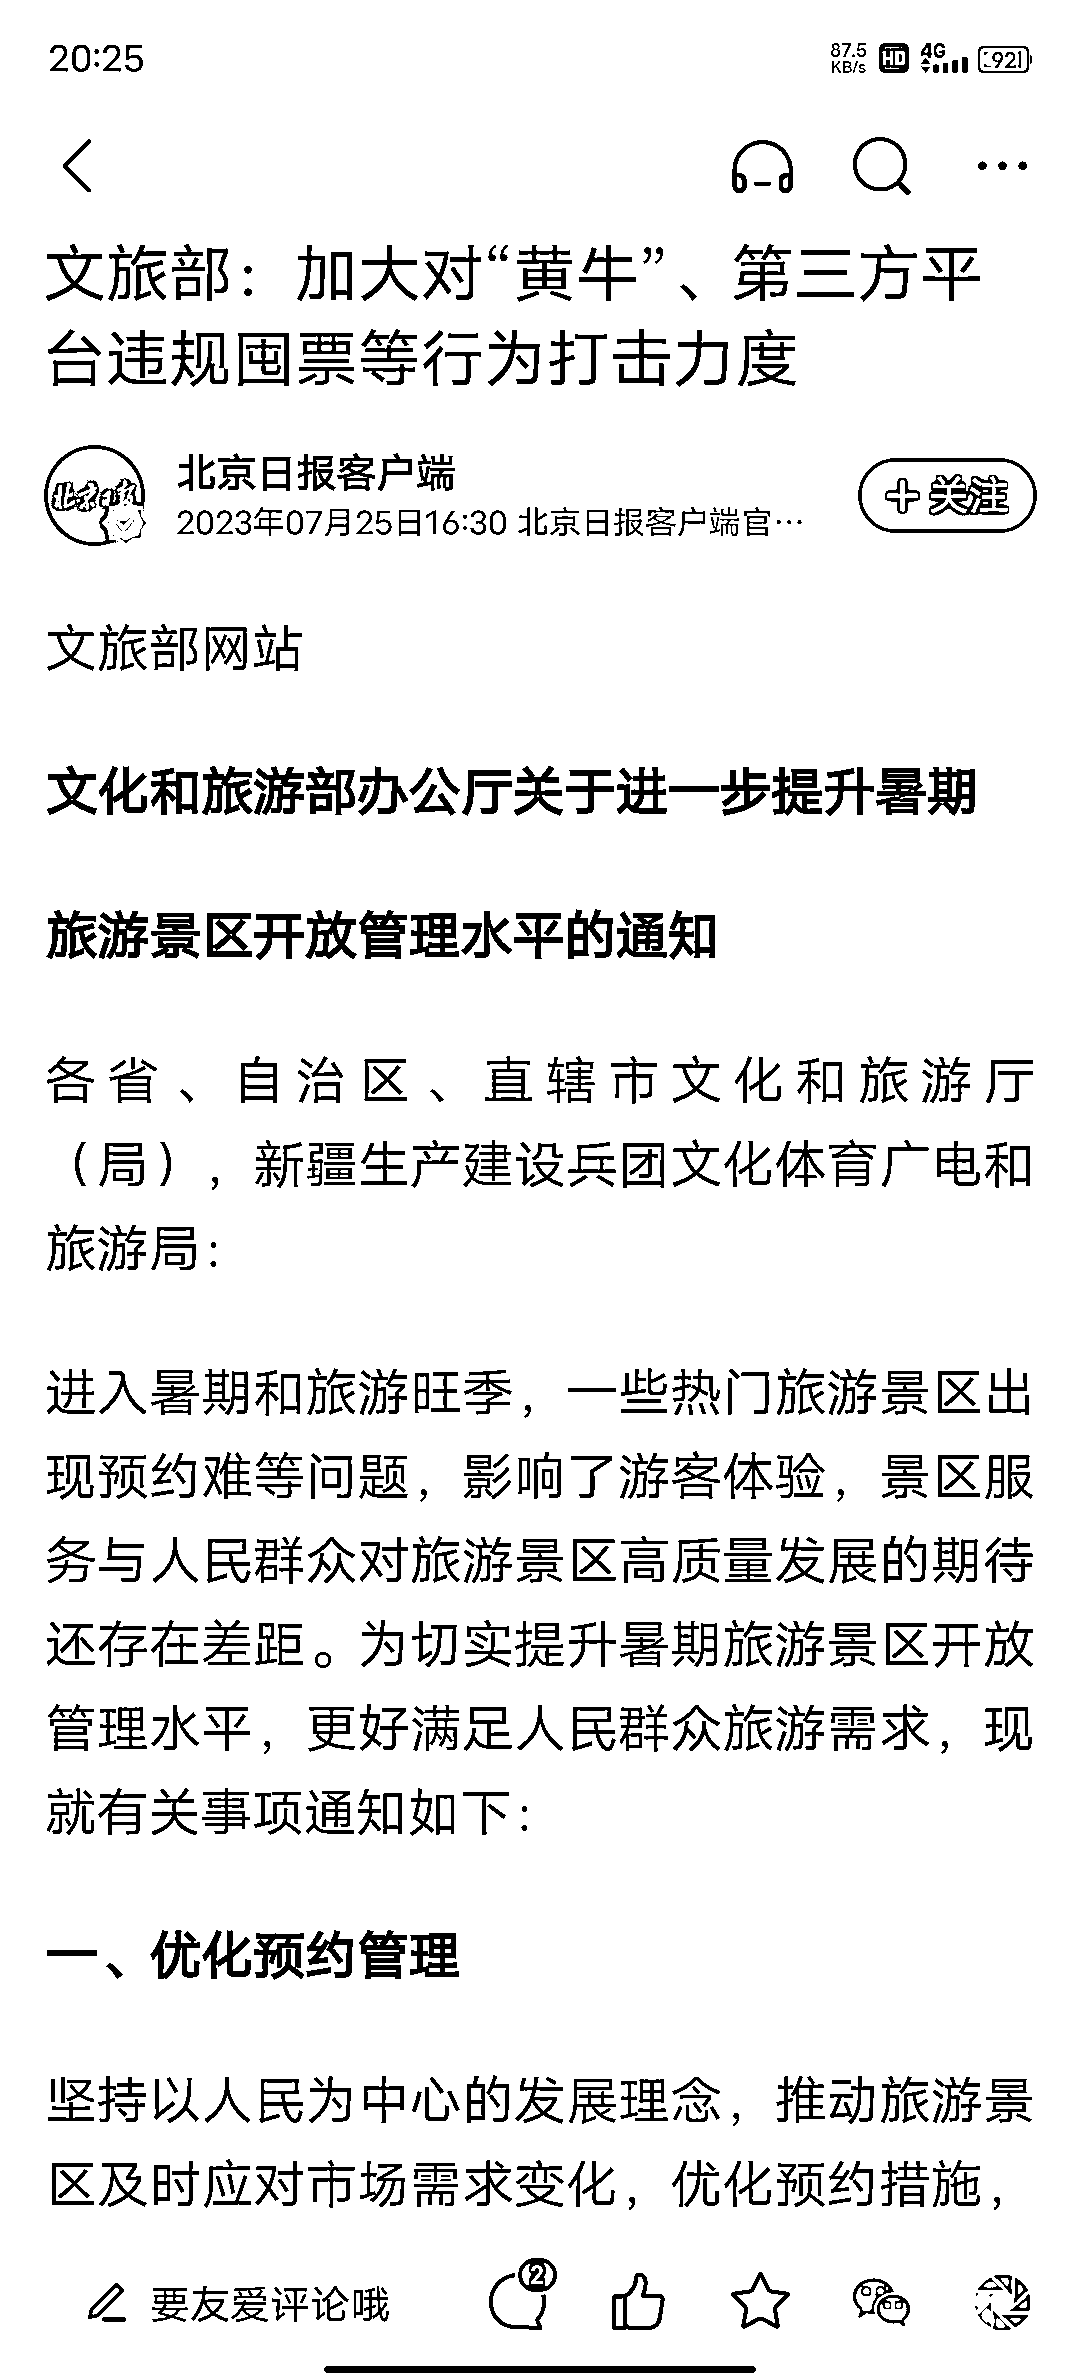 20:25
87.5
KB/s
HD
4G
92
文旅部：加大对“黄牛”、第三方平
台违规囤票等行为打击力度
北京日报
北京日报客户端
2023年07月25日16:30 北京日报客户端官…
关注
文旅部网站
文化和旅游部办公厅关于进一步提升暑期
旅游景区开放管理水平的通知
各省、自治区、直辖市文化和旅游厅
（局），新疆生产建设兵团文化体育广电和
旅游局：
进入暑期和旅游旺季，一些热门旅游景区出
现预约难等问题，影响了游客体验，景区服
务与人民群众对旅游景区高质量发展的期待
还存在差距。为切实提升暑期旅游景区开放
管理水平，更好满足人民群众旅游需求，现
就有关事项通知如下：
一、优化预约管理
坚持以人民为中心的发展理念，推动旅游景
区及时应对市场需求变化，优化预约措施，
要友爱评论哦
2